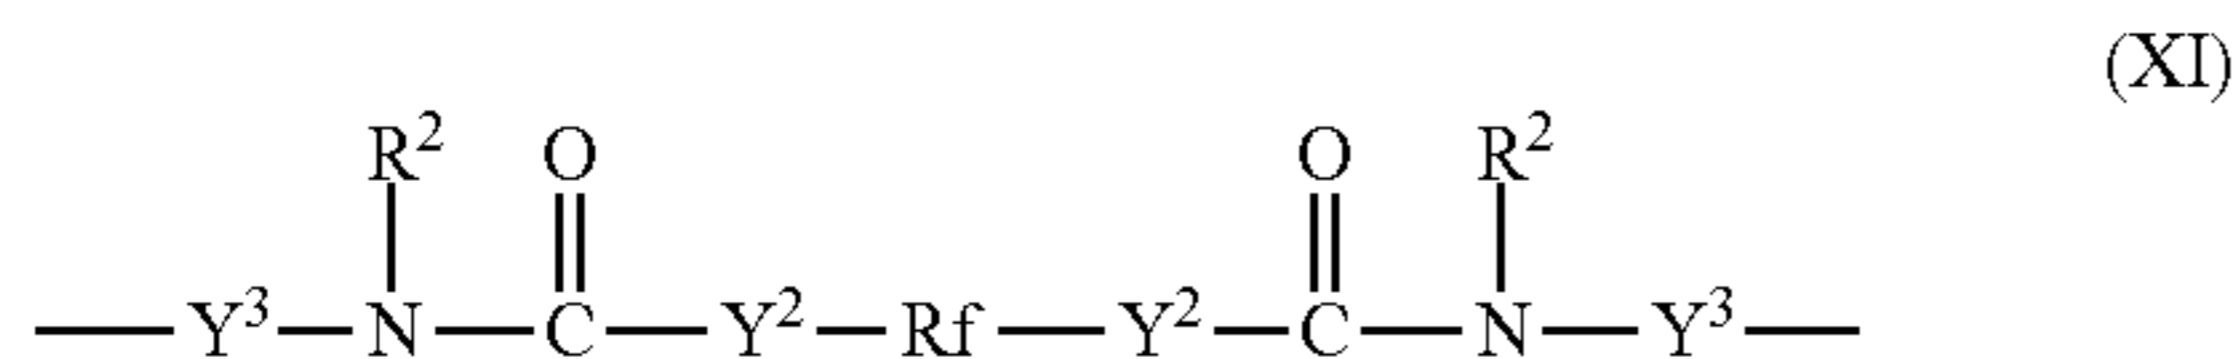 (XI)
R² O O R²
Y³—N—C—Y²—Rf—Y²—C—N—Y³